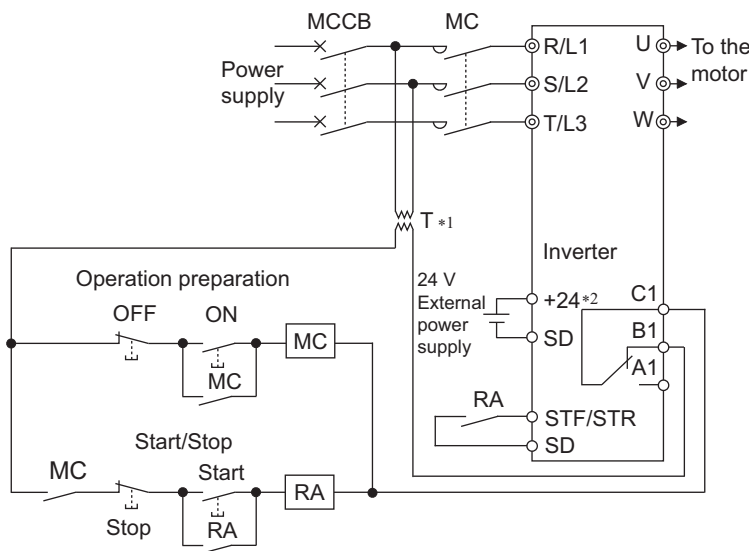 MCCB
MC
R/L1
U
To the
motor
Power
supply
S/L2
V
T/L3
W
T *1
Inverter
Operation preparation
24 V
External
power
supply
+24*2
C1
OFF
ON
MC
B1
SD
A1
MC
RA
STF/STR
Start/Stop
SD
MC
Start
RA
Stop
RA